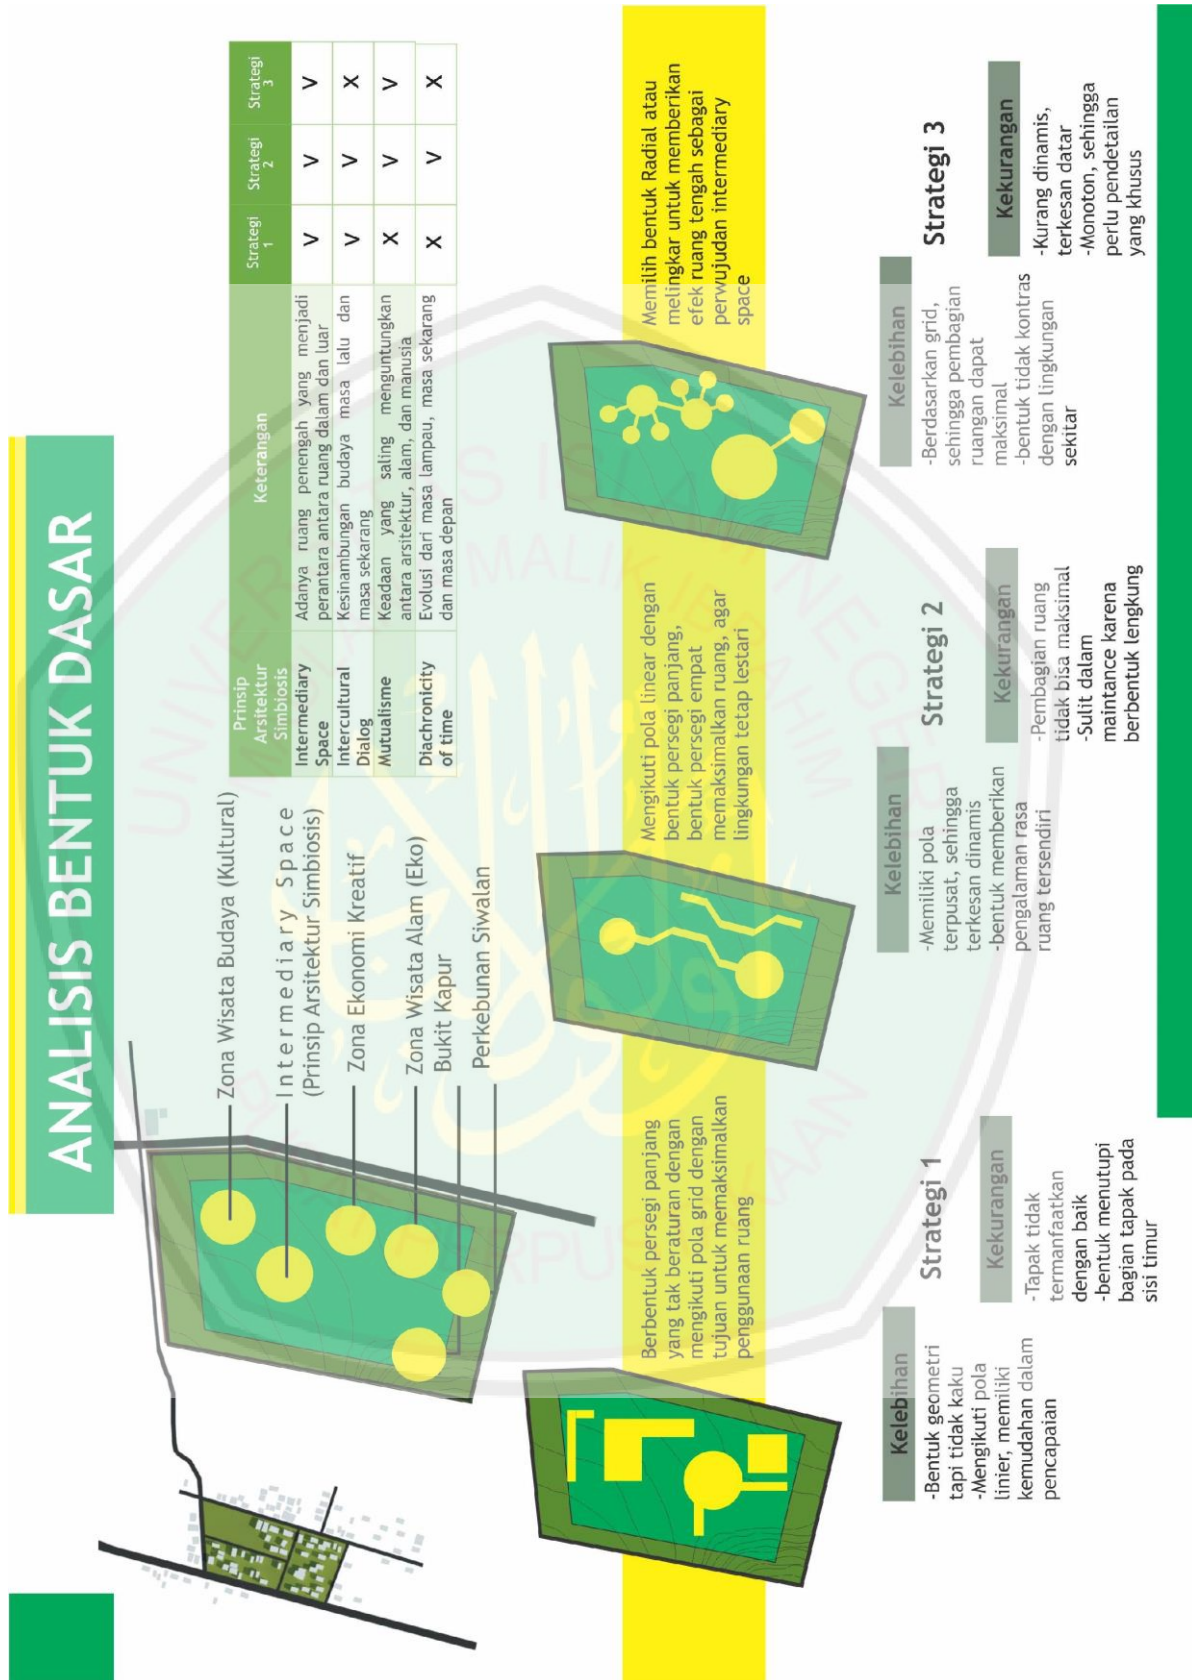 ANALISIS BENTUK DASAR
Zona Wisata Budaya (Kultural)
Intermediary Space
(Prinsip Arsitektur Simbiosis)
Zona Ekonomi Kreatif
Zona Wisata Alam (Eko)
Bukit Kapur
Perkebunan Siwalan
Prinsip
Arsitektur
Simbiosis
Keterangan
Strategi
1
Strategi
2
Strategi
3
Intermediary
Space
Adanya ruang penengah yang menjadi
perantara antara ruang dalam dan luar
V
V
V
Intercultural
Dialog
Kesinambungan budaya masa lalu dan
masa sekarang
V
V
X
Mutualisme
Keadaan yang saling menguntungkan
antara arsitektur, alam, dan manusia
X
V
V
Diachronicity
of time
Evolusi dari masa lampau, masa sekarang
dan masa depan
X
V
X
Berbentuk persegi panjang
yang tak beraturan dengan
mengikuti pola grid dengan
tujuan untuk memaksimalkan
penggunaan ruang
Mengikuti pola linear dengan
bentuk persegi panjang,
bentuk persegi empat
memaksimalkan ruang, agar
lingkungan tetap lestari
Memilih bentuk Radial atau
melingkar untuk memberikan
efek ruang tengah sebagai
perwujudan intermediary
space
Strategi 1
Kelebihan
-Bentuk geometri
tapi tidak kaku
-Mengikuti pola
linier, memiliki
kemudahan dalam
pencapaian
Kekurangan
-Tapak tidak
termanfaatkan
dengan baik
-bentuk menutupi
bagian tapak pada
sisi timur
Strategi 2
Kelebihan
-Memiliki pola
terpusat, sehingga
terkesan dinamis
-bentuk memberikan
pengalaman rasa
ruang tersendiri
Kekurangan
-Pembagian ruang
tidak bisa maksimal
-Sulit dalam
maintance karena
berbentuk lengkung
Strategi 3
Kelebihan
-Berdasarkan grid,
sehingga pembagian
ruangan dapat
maksimal
-bentuk tidak kontras
dengan lingkungan
sekitar
Kekurangan
-Kurang dinamis,
terkesan datar
-Monoton, sehingga
perlu pendetailan
yang khusus